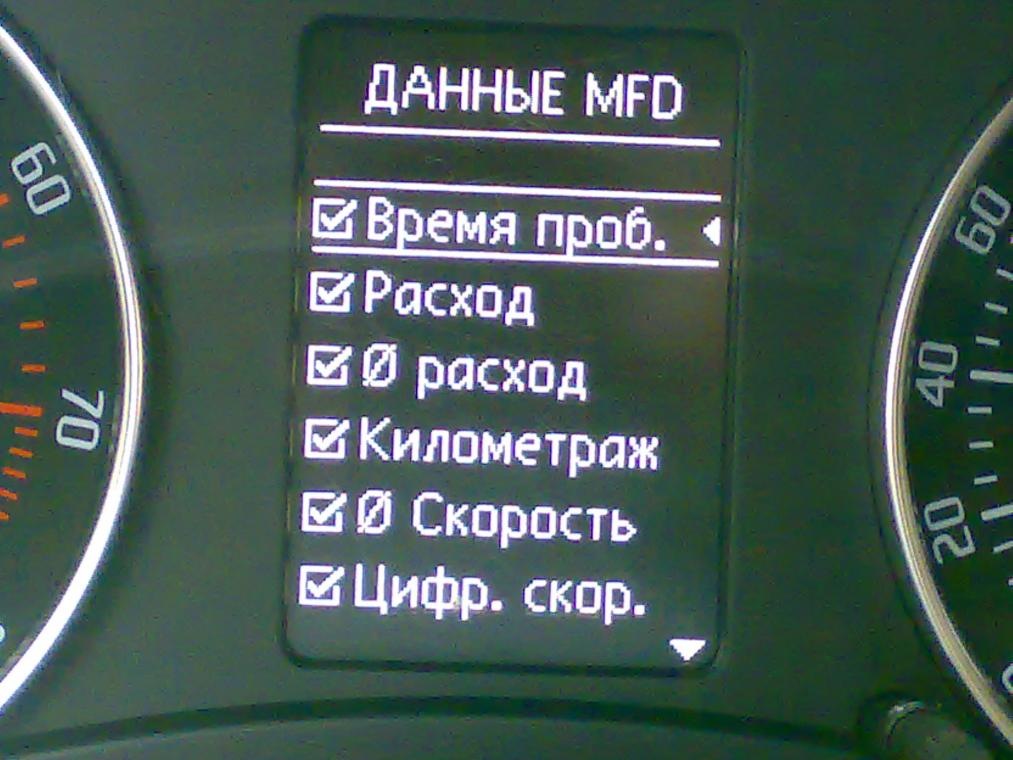 ДАННЫЕ MFD
Время проб.
Расход
Ø расход
Километраж
Ø Скорость
Цифр. скор.
60
70
60
40
20